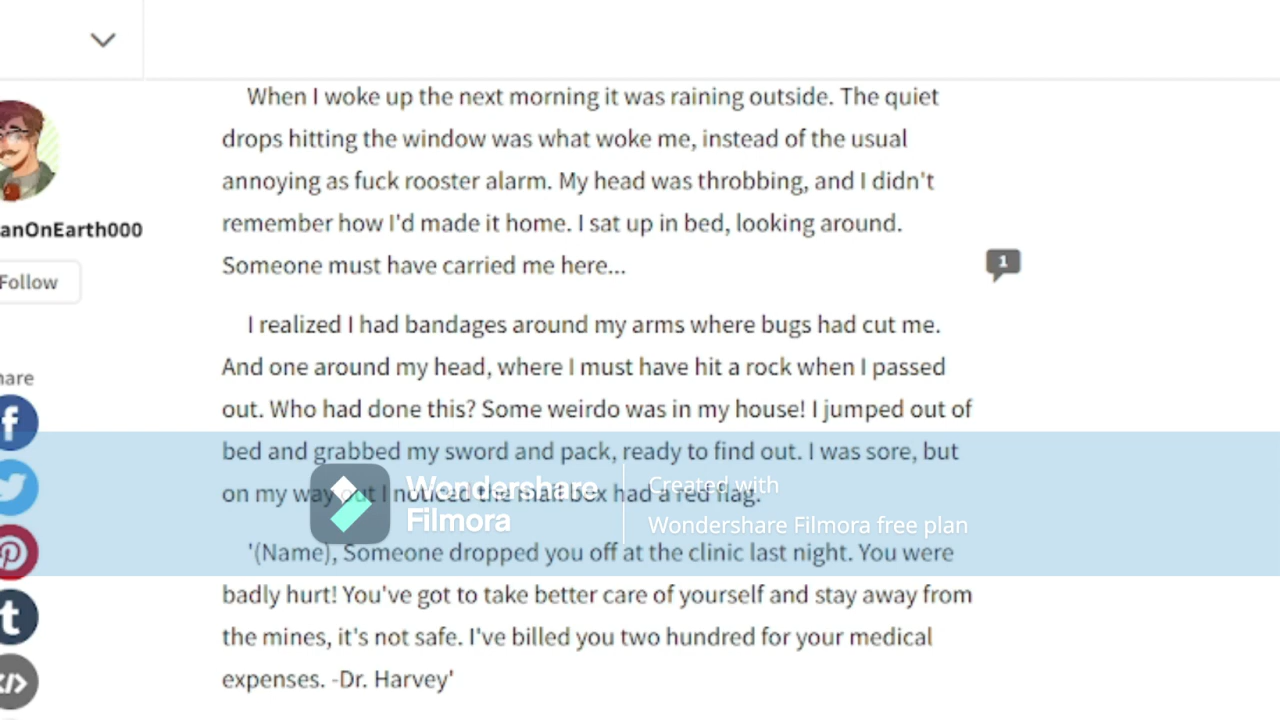 When I woke up the next morning it was raining outside. The quiet
drops hitting the window was what woke me, instead of the usual
annoying as fuck rooster alarm. My head was throbbing, and I didn't
anOnEarth000
remember how I'd made it home. I sat up in bed, looking around.
Follow
Someone must have carried me here...
1
I realized I had bandages around my arms where bugs had cut me.
And one around my head, where I must have hit a rock when I passed
hare
out. Who had done this? Some weirdo was in my house! I jumped out of
bed and grabbed my sword and pack, ready to find out. I was sore, but
on my way out I noticed the mail box had a red flag.
Wondershare
Filmora
Created with
Wondershare Filmora free plan
'(Name), Someone dropped you off at the clinic last night. You were
badly hurt! You've got to take better care of yourself and stay away from
the mines, it's not safe. I've billed you two hundred for your medical
expenses. -Dr. Harvey'